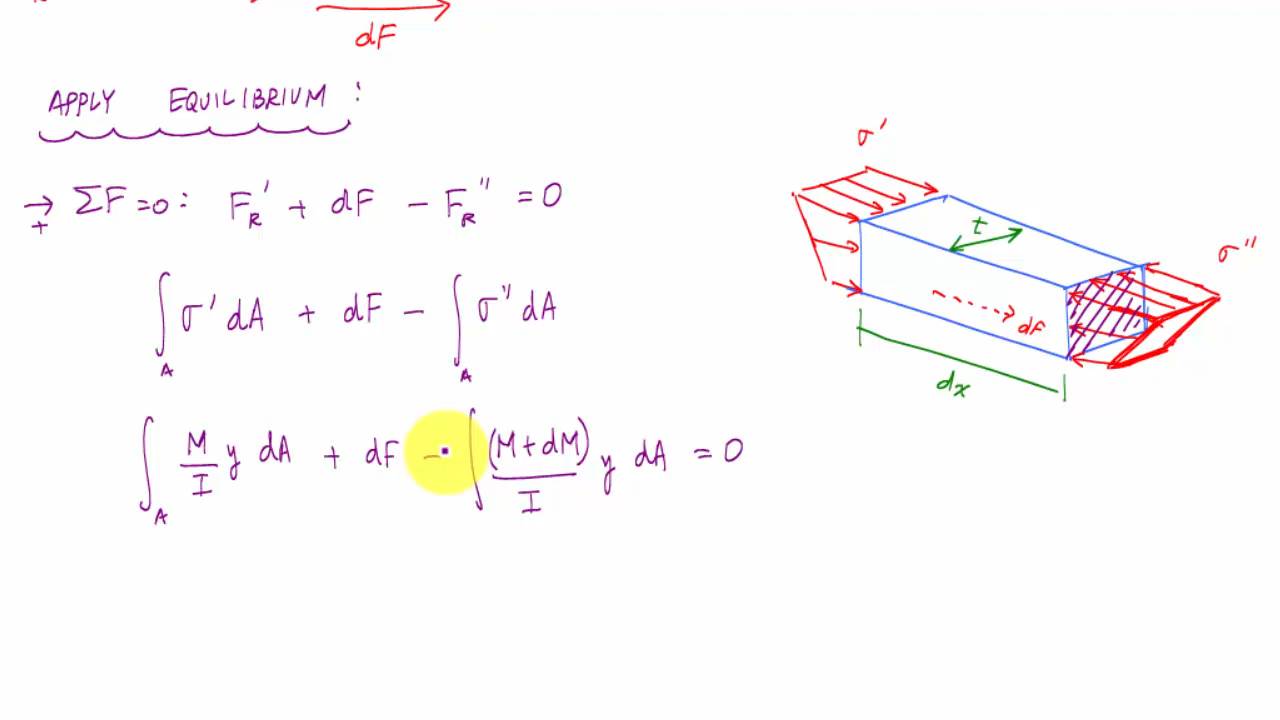 dF
APPLY EQUILIBRIUM :
→+ ΣF=0: F_R' + dF − F_R'' = 0
∫_A σ' dA + dF − ∫_A σ'' dA
∫_A M/I y dA + dF − ∫ (M+dM)/I y dA = 0
σ'
t
σ''
dF
dx